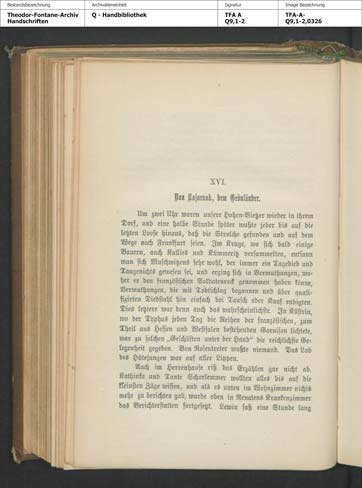 Bestandsbezeichnung
Archivalieneinheit
Signatur
Image-Bezeichnung
Theodor-Fontane-Archiv
Handschriften
Q - Handbibliothek
TFA A
Q9,1-2
TFA-A-
Q9,1-2,0326
XVI.
Von Kajarnak, dem Grönländer.
Um zwei Uhr waren unsere Hohen-Vietzer wieder in ihrem
Dorf, und eine halbe Stunde später wußte jeder bis auf die
letzten Loose hinaus, daß die Strolche gefunden und auf dem
Wege nach Frankfurt seien. Im Kruge, wo sich bald einige
Bauern, auch Kallies und Kümmeritz versammelten, entsann
man sich Muschwitzens sehr wohl, der immer ein Tagedieb und
Taugenichts gewesen sei, und erging sich in Vermuthungen, wo-
her er den französischen Soldatenrock genommen haben könne,
Vermuthungen, die mit Todtschlag begannen und über quali-
fizirten Diebstahl hin einfach bei Tausch oder Kauf endigten.
Dies letztere war denn auch das wahrscheinlichste. In Küstrin,
wo der Typhus jeden Tag die Reihen der französischen, zum
Theil aus Hessen und Westfalen bestehenden Garnison lichtete,
war zu solchen „Geschäften unter der Hand“ die reichlichste Ge-
legenheit gegeben. Von Rosentreter wußte niemand. Das Lob
des Hütejungen war auf aller Lippen.
Auch im Herrenhause riß das Erzählen gar nicht ab.
Kathinka und Tante Schorlemmer wollten alles bis auf die
kleinsten Züge wissen, und als es unten im Wohnzimmer nichts
mehr zu berichten gab, wurde oben in Renatens Krankenzimmer
das Berichterstatten fortgesetzt. Lewin saß eine Stunde lang